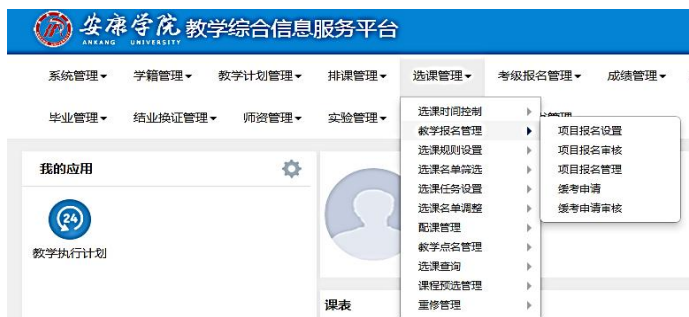 安康学院 教学综合信息服务平台
ANKANG UNIVERSITY
系统管理 学籍管理 教学计划管理 排课管理 选课管理 考级报名管理 成绩管理
毕业管理 结业换证管理 师资管理 实验管理
选课时间控制
教学报名管理 项目报名设置
选课规则设置 项目报名审核
选课名单筛选 项目报名管理
选课任务设置 缓考申请
选课名单调整 缓考申请审核
配课管理
教学点名管理
选课查询
课程预选管理
重修管理
我的应用
24
教学执行计划
课表